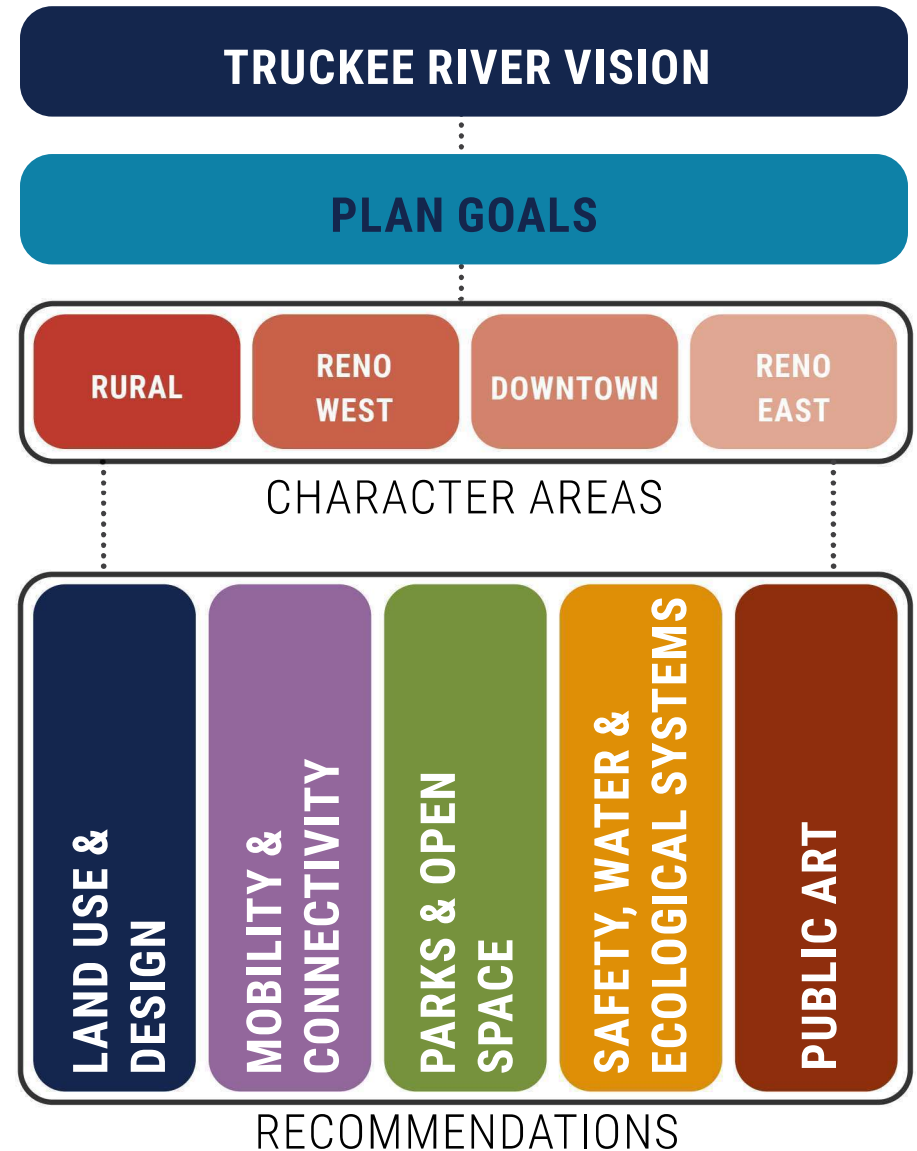 TRUCKEE RIVER VISION
PLAN GOALS
RURAL
RENO
WEST
DOWNTOWN
RENO
EAST
CHARACTER AREAS
LAND USE &
DESIGN
MOBILITY &
CONNECTIVITY
PARKS & OPEN
SPACE
SAFETY, WATER &
ECOLOGICAL SYSTEMS
PUBLIC ART
RECOMMENDATIONS